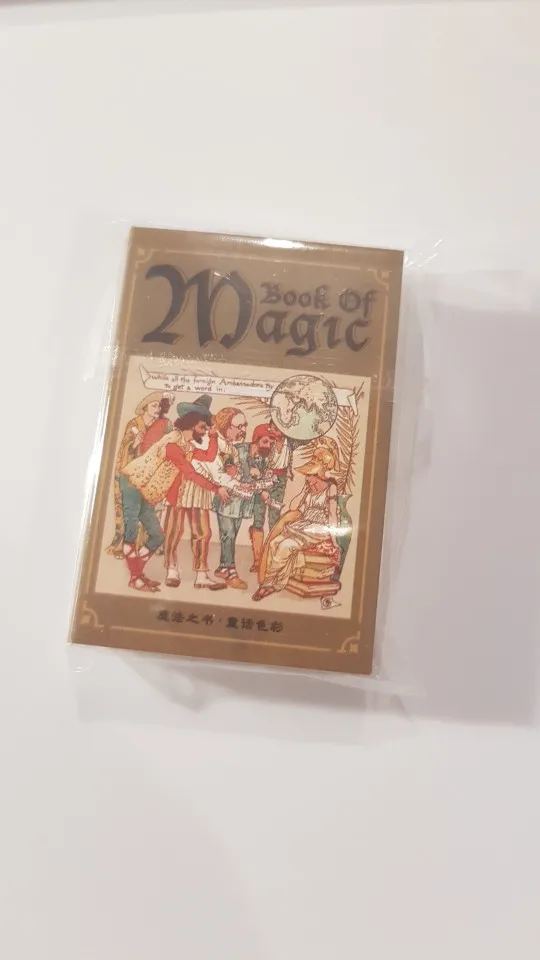 Book Of
Magic
While all the foreign Ambassadors try
to get a word in:
魔法之书·童话色彩